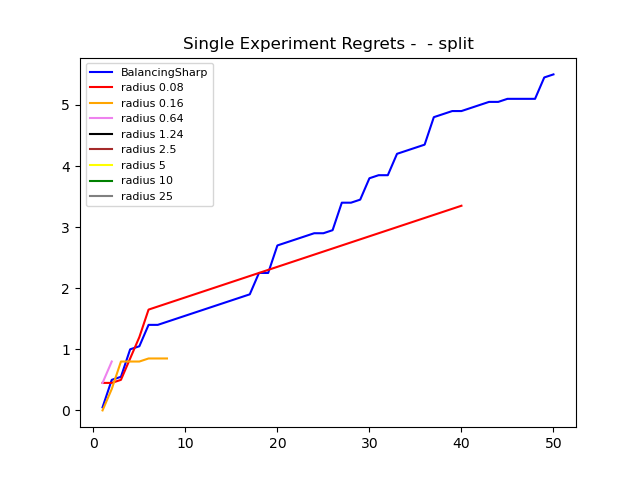 Single Experiment Regrets -  - split
BalancingSharp
radius 0.08
radius 0.16
radius 0.64
radius 1.24
radius 2.5
radius 5
radius 10
radius 25
5
4
3
2
1
0
0 10 20 30 40 50